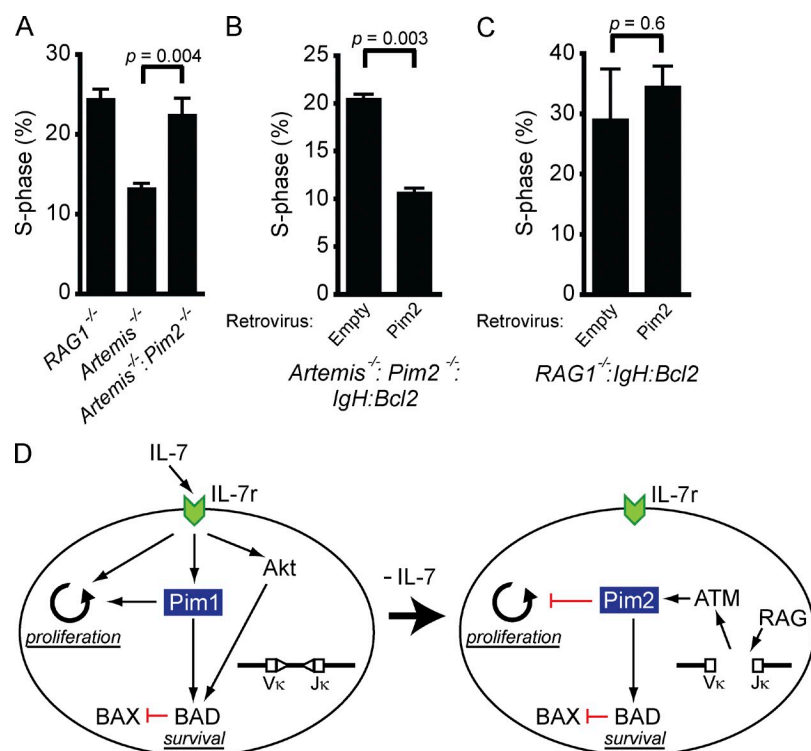 A
p = 0.004
30
20
10
0
S-phase (%)
RAG1-/-
Artemis-/-
Artemis-/-:Pim2-/-
B
p = 0.003
25
20
15
10
5
0
S-phase (%)
Retrovirus:
Empty
Pim2
Artemis-/-: Pim2 -/-:
IgH:Bcl2
C
p = 0.6
40
30
20
10
0
S-phase (%)
Retrovirus:
Empty
Pim2
RAG1-/-:IgH:Bcl2
D
IL-7
IL-7r
Akt
Pim1
proliferation
Vκ Jκ
BAX BAD
survival
- IL-7
IL-7r
Pim2 ATM
RAG
proliferation
Vκ Jκ
BAX BAD
survival